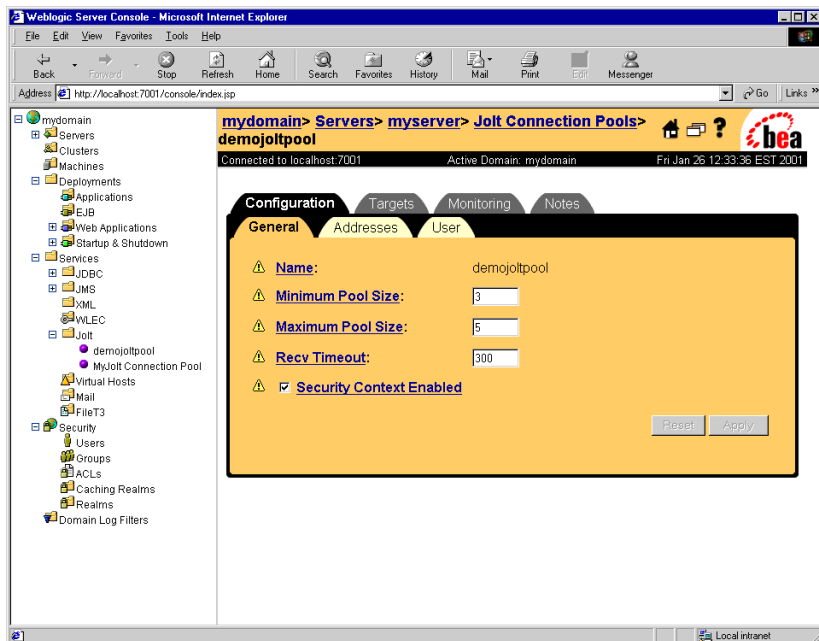 Weblogic Server Console - Microsoft Internet Explorer
File Edit View Favorites Tools Help
Back Forward Stop Refresh Home Search Favorites History Mail Print Edit Messenger
Address http://localhost:7001/console/index.jsp Go Links »
mydomain
Servers
Clusters
Machines
Deployments
Applications
EJB
Web Applications
Startup & Shutdown
Services
JDBC
JMS
XML
WLEC
Jolt
demojoltpool
MyJolt Connection Pool
Virtual Hosts
Mail
FileT3
Security
Users
Groups
ACLs
Caching Realms
Realms
Domain Log Filters
mydomain> Servers> myserver> Jolt Connection Pools>
demojoltpool
? bea
Connected to localhost:7001 Active Domain: mydomain Fri Jan 26 12:33:36 EST 2001
Configuration Targets Monitoring Notes
General Addresses User
Name: demojoltpool
Minimum Pool Size: 3
Maximum Pool Size: 5
Recv Timeout: 300
Security Context Enabled
Reset Apply
Local intranet